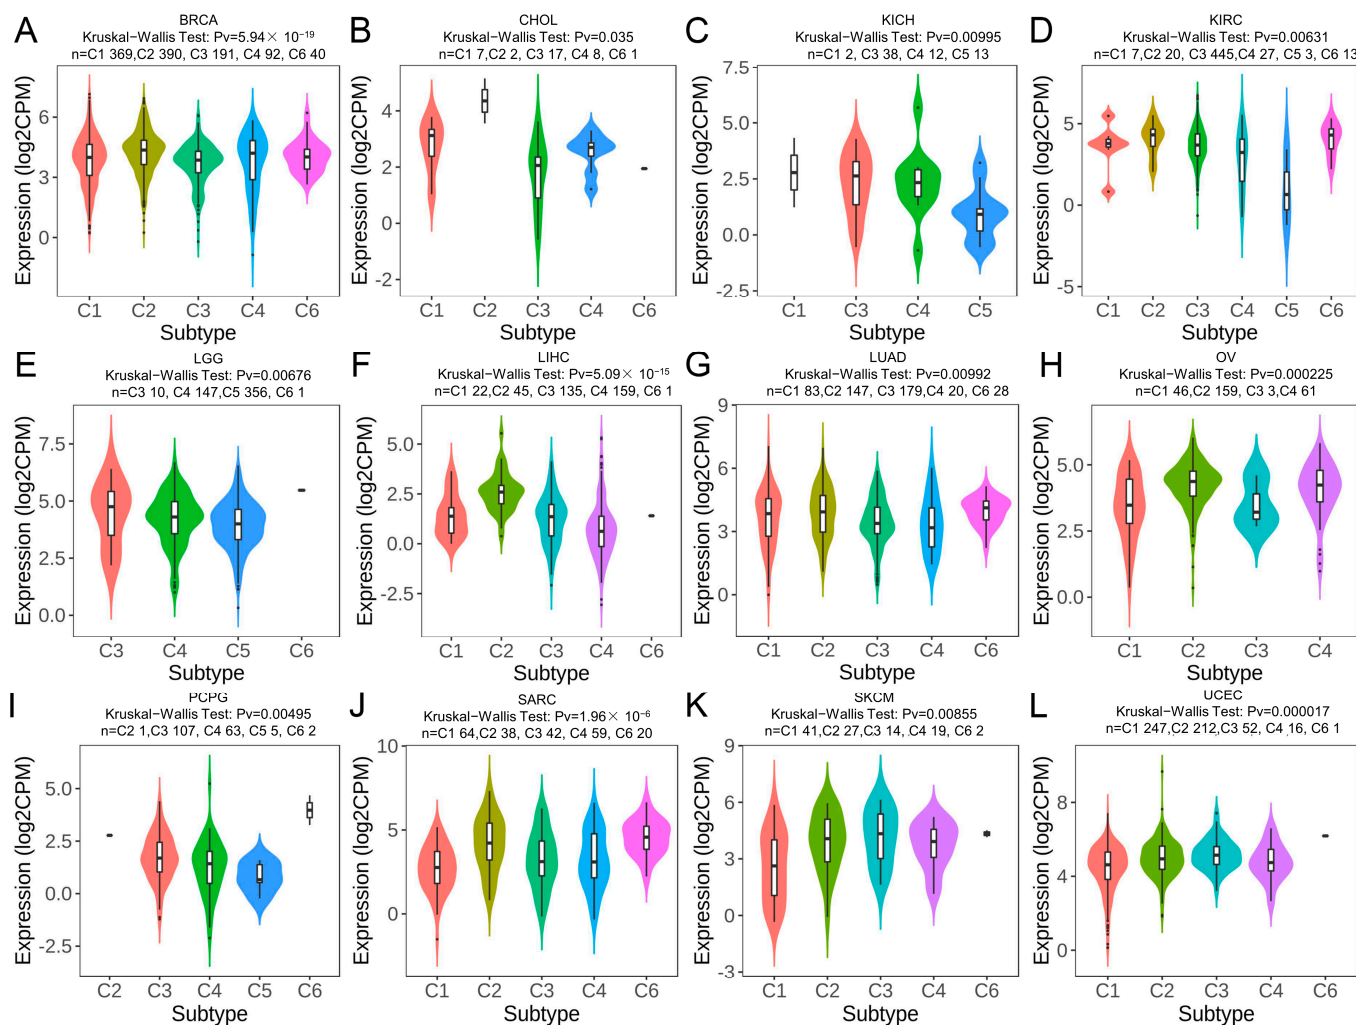 A
BRCA
Kruskal−Wallis Test: Pv=5.94× 10⁻¹⁹
n=C1 369,C2 390, C3 191, C4 92, C6 40
Expression (log2CPM)
6
3
0
C1 C2 C3 C4 C6
Subtype
B
CHOL
Kruskal−Wallis Test: Pv=0.035
n=C1 7,C2 2, C3 17, C4 8, C6 1
Expression (log2CPM)
4
2
0
-2
C1 C2 C3 C4 C6
Subtype
C
KICH
Kruskal−Wallis Test: Pv=0.00995
n=C1 2, C3 38, C4 12, C5 13
Expression (log2CPM)
7.5
5.0
2.5
0.0
-2.5
C1 C3 C4 C5
Subtype
D
KIRC
Kruskal−Wallis Test: Pv=0.00631
n=C1 7,C2 20, C3 445,C4 27, C5 3, C6 13
Expression (log2CPM)
5
0
-5
C1 C2 C3 C4 C5 C6
Subtype
E
LGG
Kruskal−Wallis Test: Pv=0.00676
n=C3 10, C4 147,C5 356, C6 1
Expression (log2CPM)
7.5
5.0
2.5
0.0
C3 C4 C5 C6
Subtype
F
LIHC
Kruskal−Wallis Test: Pv=5.09× 10⁻¹⁵
n=C1 22,C2 45, C3 135, C4 159, C6 1
Expression (log2CPM)
5.0
2.5
0.0
-2.5
C1 C2 C3 C4 C6
Subtype
G
LUAD
Kruskal−Wallis Test: Pv=0.00992
n=C1 83,C2 147, C3 179,C4 20, C6 28
Expression (log2CPM)
9
6
3
0
C1 C2 C3 C4 C6
Subtype
H
OV
Kruskal−Wallis Test: Pv=0.000225
n=C1 46,C2 159, C3 3,C4 61
Expression (log2CPM)
5.0
2.5
0.0
C1 C2 C3 C4
Subtype
I
PCPG
Kruskal−Wallis Test: Pv=0.00495
n=C2 1,C3 107, C4 63, C5 5, C6 2
Expression (log2CPM)
5.0
2.5
0.0
-2.5
C2 C3 C4 C5 C6
Subtype
J
SARC
Kruskal−Wallis Test: Pv=1.96× 10⁻⁶
n=C1 64,C2 38, C3 42, C4 59, C6 20
Expression (log2CPM)
10
5
0
C1 C2 C3 C4 C6
Subtype
K
SKCM
Kruskal−Wallis Test: Pv=0.00855
n=C1 41,C2 27,C3 14, C4 19, C6 2
Expression (log2CPM)
9
6
3
0
-3
C1 C2 C3 C4 C6
Subtype
L
UCEC
Kruskal−Wallis Test: Pv=0.000017
n=C1 247,C2 212,C3 52, C4 16, C6 1
Expression (log2CPM)
8
4
0
C1 C2 C3 C4 C6
Subtype